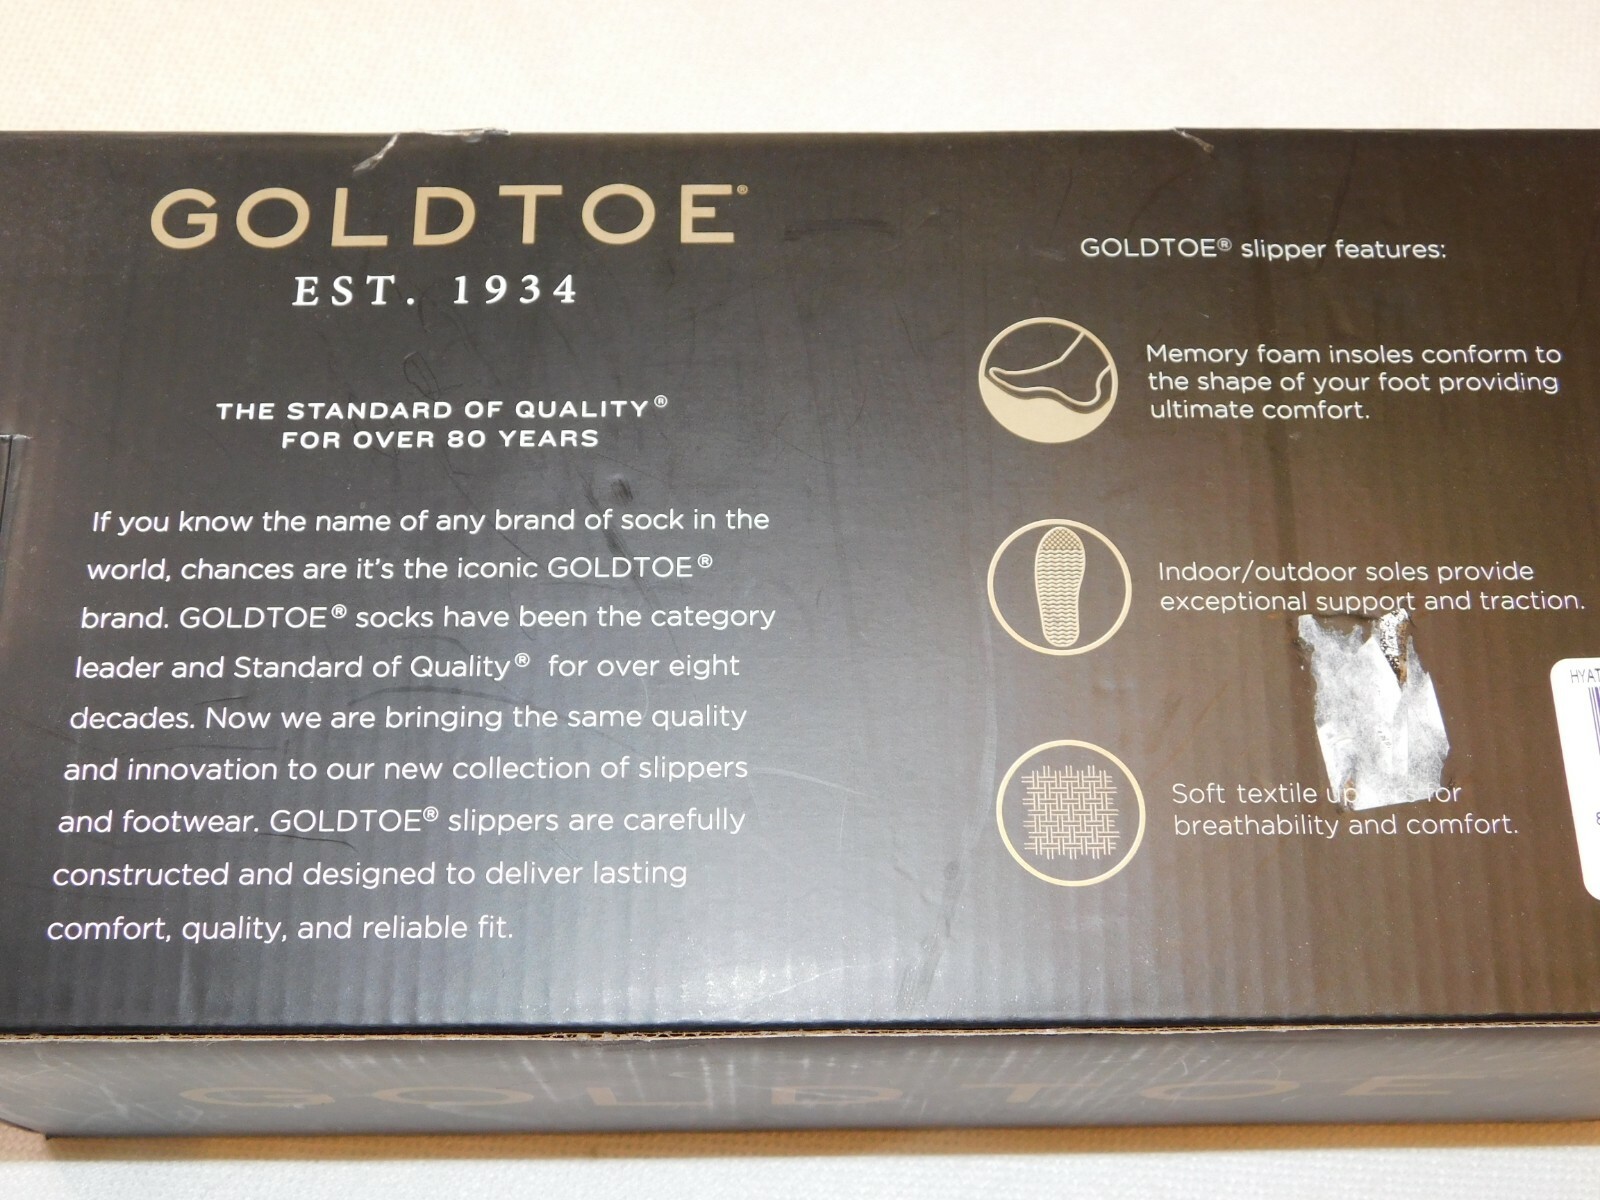 GOLDTOE®
EST. 1934
THE STANDARD OF QUALITY®
FOR OVER 80 YEARS
If you know the name of any brand of sock in the
world, chances are it's the iconic GOLDTOE®
brand. GOLDTOE® socks have been the category
leader and Standard of Quality® for over eight
decades. Now we are bringing the same quality
and innovation to our new collection of slippers
and footwear. GOLDTOE® slippers are carefully
constructed and designed to deliver lasting
comfort, quality, and reliable fit.
GOLDTOE® slipper features:
Memory foam insoles conform to
the shape of your foot providing
ultimate comfort.
Indoor/outdoor soles provide
exceptional support and traction.
Soft textile for
breathability and comfort.
HYAT
8
GOLDTOE